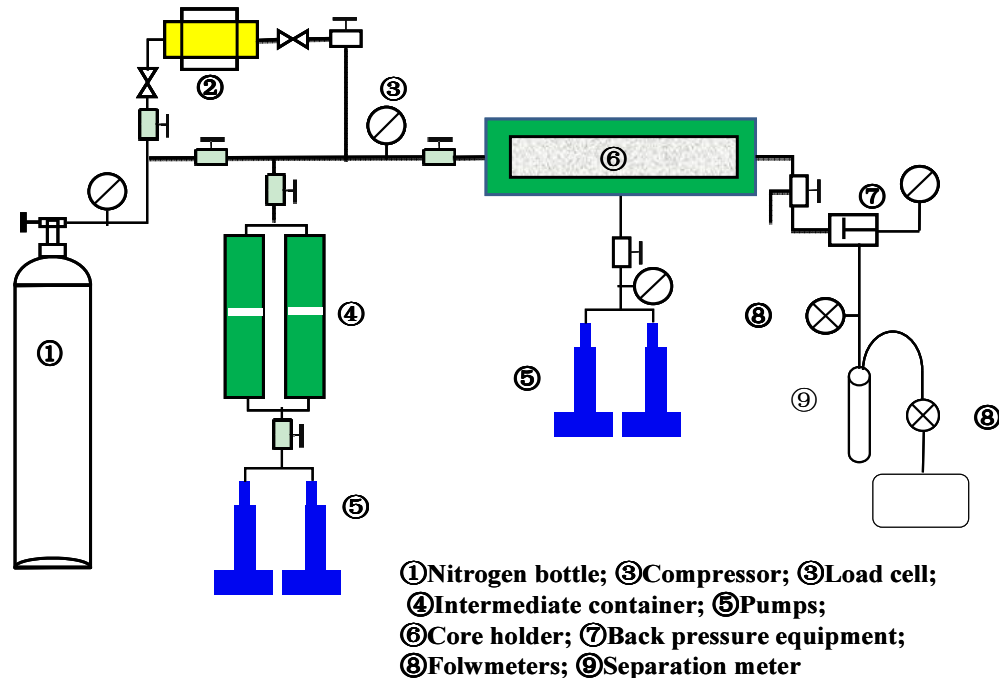 ②
③
⑥
⑦
④
①
⑧
⑤
⑨
⑧
⑤
①Nitrogen bottle; ③Compressor; ③Load cell;
④Intermediate container; ⑤Pumps;
⑥Core holder; ⑦Back pressure equipment;
⑧Folwmeters; ⑨Separation meter